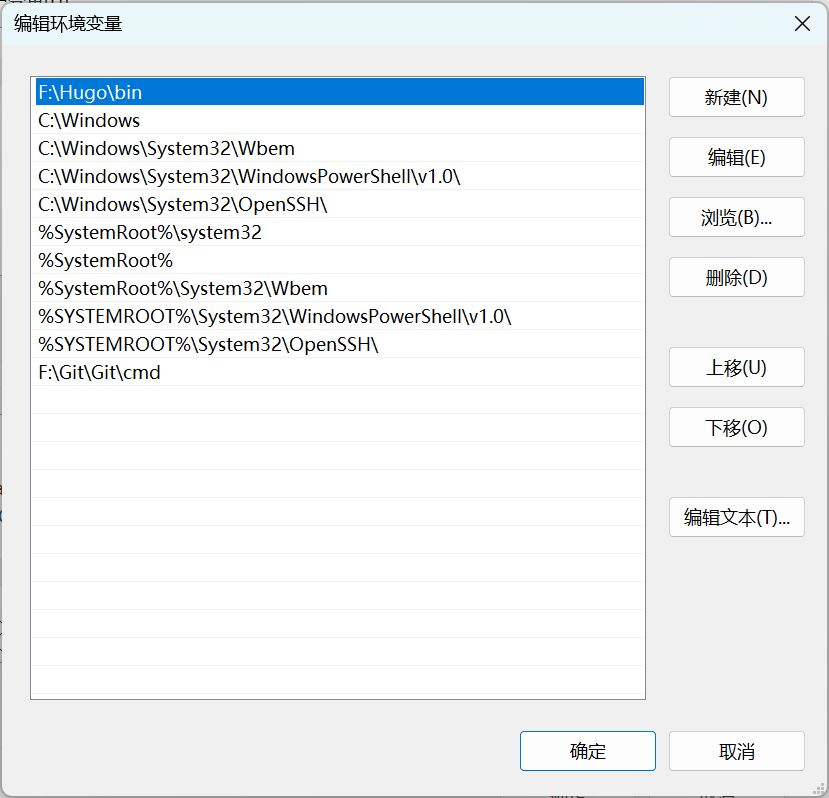 编辑环境变量
F:\Hugo\bin
新建(N)
C:\Windows
C:\Windows\System32\Wbem
编辑(E)
C:\Windows\System32\WindowsPowerShell\v1.0\
C:\Windows\System32\OpenSSH\
浏览(B)...
%SystemRoot%\system32
%SystemRoot%
删除(D)
%SystemRoot%\System32\Wbem
%SYSTEMROOT%\System32\WindowsPowerShell\v1.0\
%SYSTEMROOT%\System32\OpenSSH\
上移(U)
F:\Git\Git\cmd
下移(O)
编辑文本(T)...
确定
取消